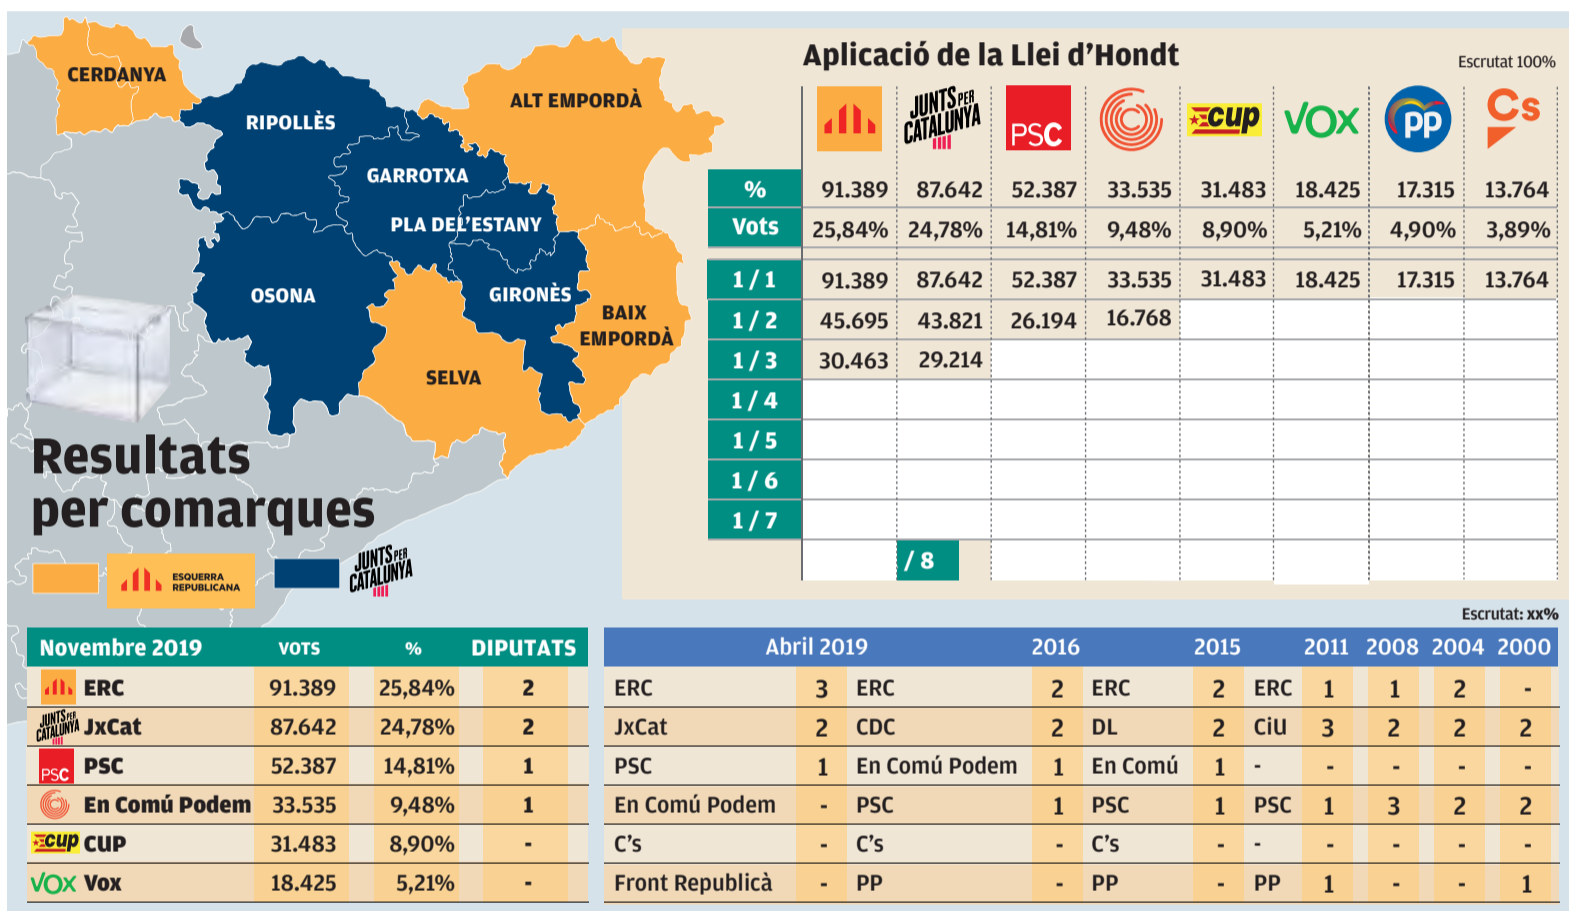 CERDANYA
RIPOLLÈS
ALT EMPORDÀ
GARROTXA
PLA DEL'ESTANY
OSONA
GIRONÈS
BAIX
EMPORDÀ
SELVA
Resultats
per comarques
ESQUERRA
REPUBLICANA
JUNTS PER
CATALUNYA
Aplicació de la Llei d'Hondt
Escrutat 100%
JUNTS PER CATALUNYA PSC cup VOX pp Cs
% 91.389 87.642 52.387 33.535 31.483 18.425 17.315 13.764
Vots 25,84% 24,78% 14,81% 9,48% 8,90% 5,21% 4,90% 3,89%
1 / 1 91.389 87.642 52.387 33.535 31.483 18.425 17.315 13.764
1 / 2 45.695 43.821 26.194 16.768
1 / 3 30.463 29.214
1 / 4
1 / 5
1 / 6
1 / 7
/ 8
Escrutat: xx%
Novembre 2019 VOTS % DIPUTATS
ERC 91.389 25,84% 2
JUNTS PER CATALUNYA JxCat 87.642 24,78% 2
PSC PSC 52.387 14,81% 1
En Comú Podem 33.535 9,48% 1
cup CUP 31.483 8,90% -
VOX Vox 18.425 5,21% -
Abril 2019 2016 2015 2011 2008 2004 2000
ERC 3 ERC 2 ERC 2 ERC 1 1 2 -
JxCat 2 CDC 2 DL 2 CiU 3 2 2 2
PSC 1 En Comú Podem 1 En Comú 1 - - - - -
En Comú Podem - PSC 1 PSC 1 PSC 1 3 2 2
C's - C's - C's - - - - - -
Front Republicà - PP - PP - PP 1 - - 1